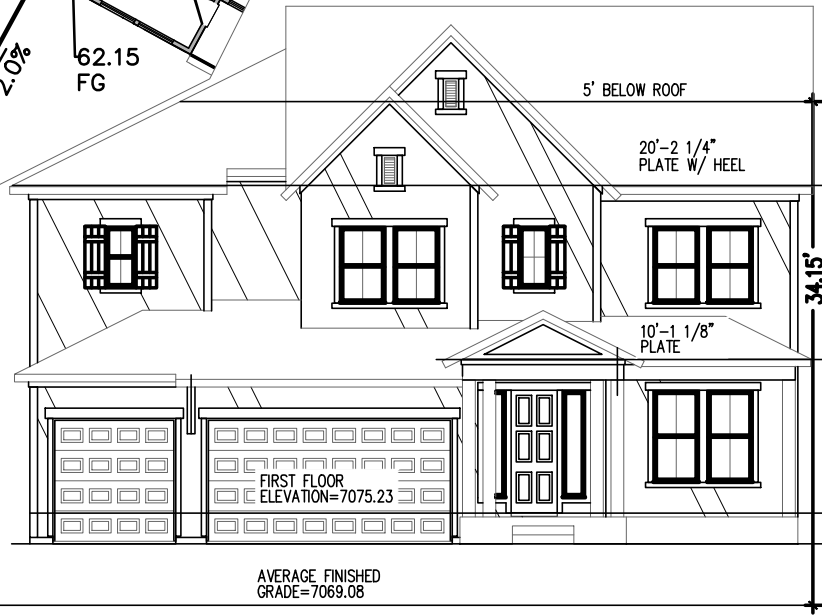 2.0%
62.15
FG
5' BELOW ROOF
20'-2 1/4"
PLATE W/ HEEL
34.15'
10'-1 1/8"
PLATE
FIRST FLOOR
ELEVATION=7075.23
AVERAGE FINISHED
GRADE=7069.08